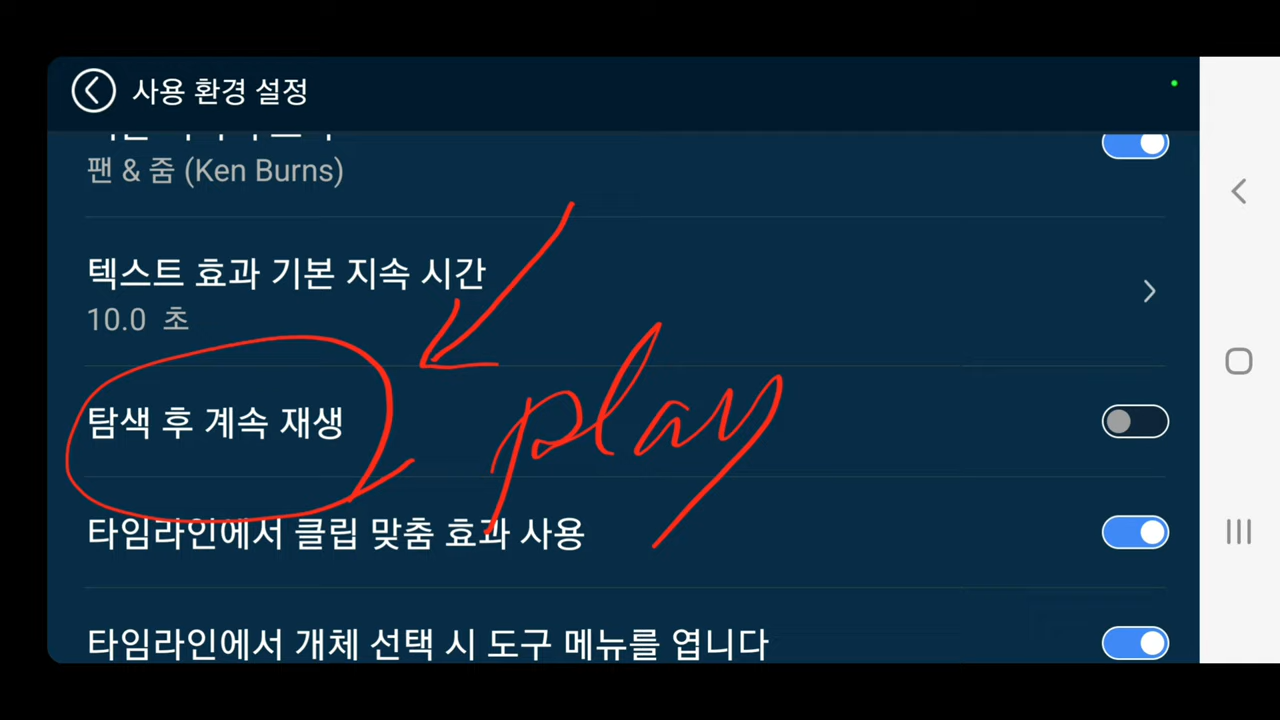 사용 환경 설정
팬 & 줌 (Ken Burns)
텍스트 효과 기본 지속 시간
10.0 초
탐색 후 계속 재생
play
타임라인에서 클립 맞춤 효과 사용
타임라인에서 개체 선택 시 도구 메뉴를 엽니다